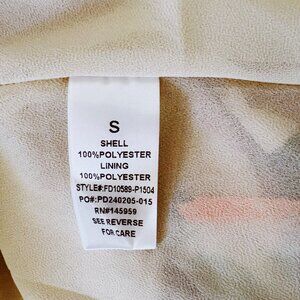 S
SHELL
100%POLYESTER
LINING
100%POLYESTER
STYLE#:FD10589-P1504
PO#:PD240205-015
RN#145959
SEE REVERSE
FOR CARE